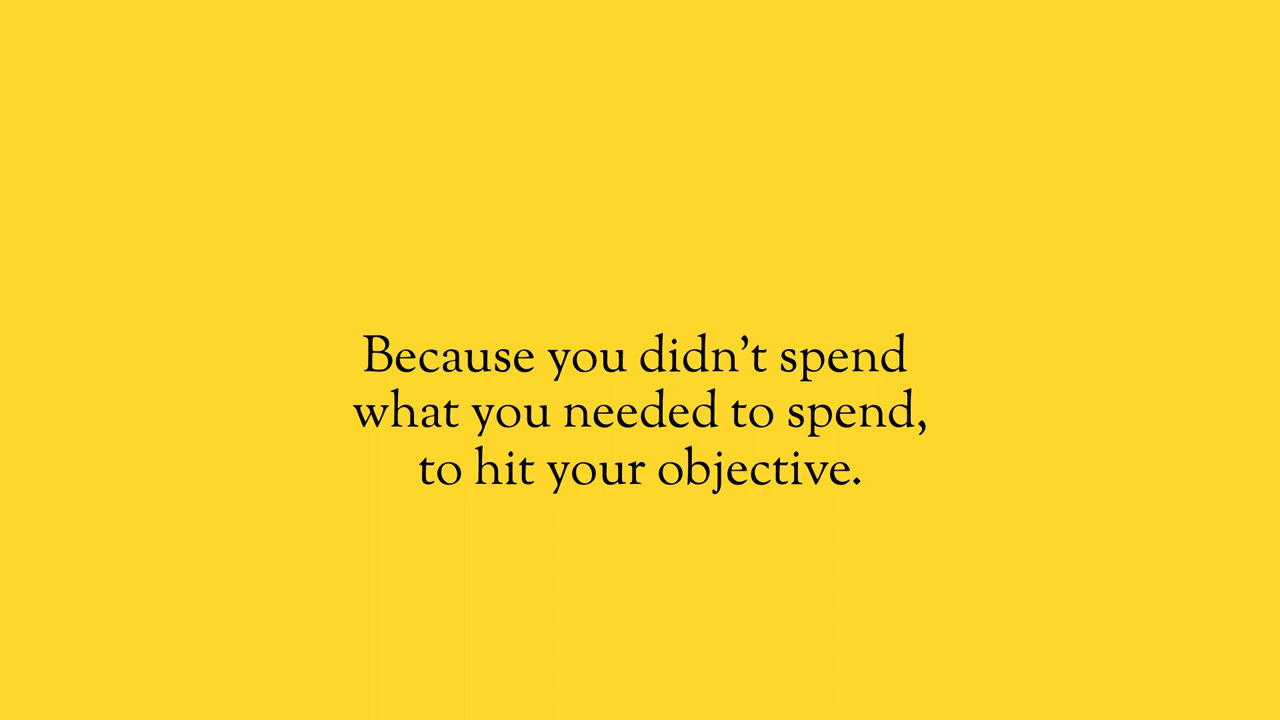 Because you didn’t spend
what you needed to spend,
to hit your objective.